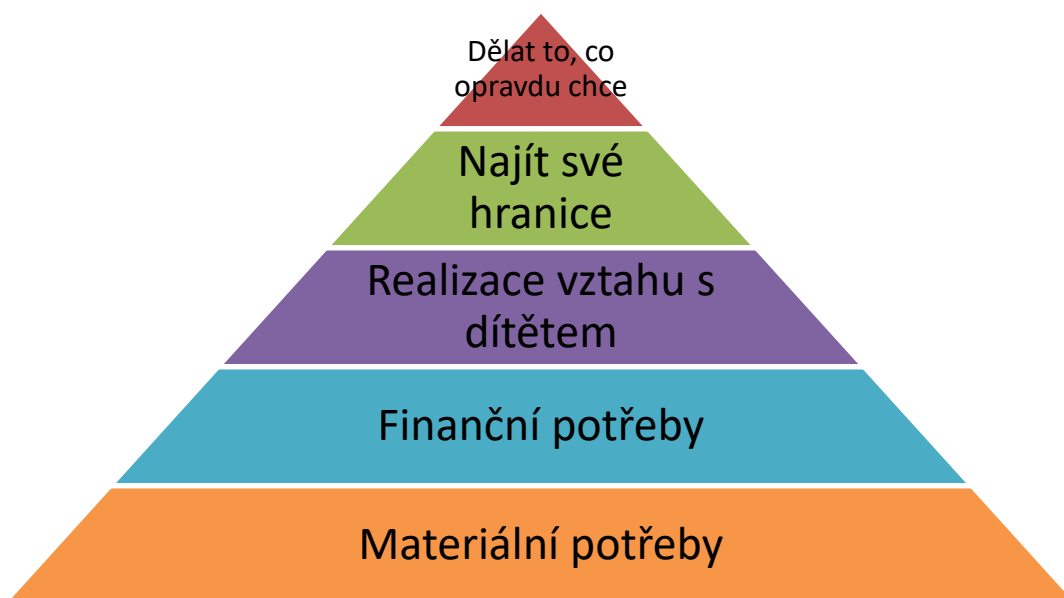 Dělat to, co
opravdu chce
Najít své
hranice
Realizace vztahu s
dítětem
Finanční potřeby
Materiální potřeby